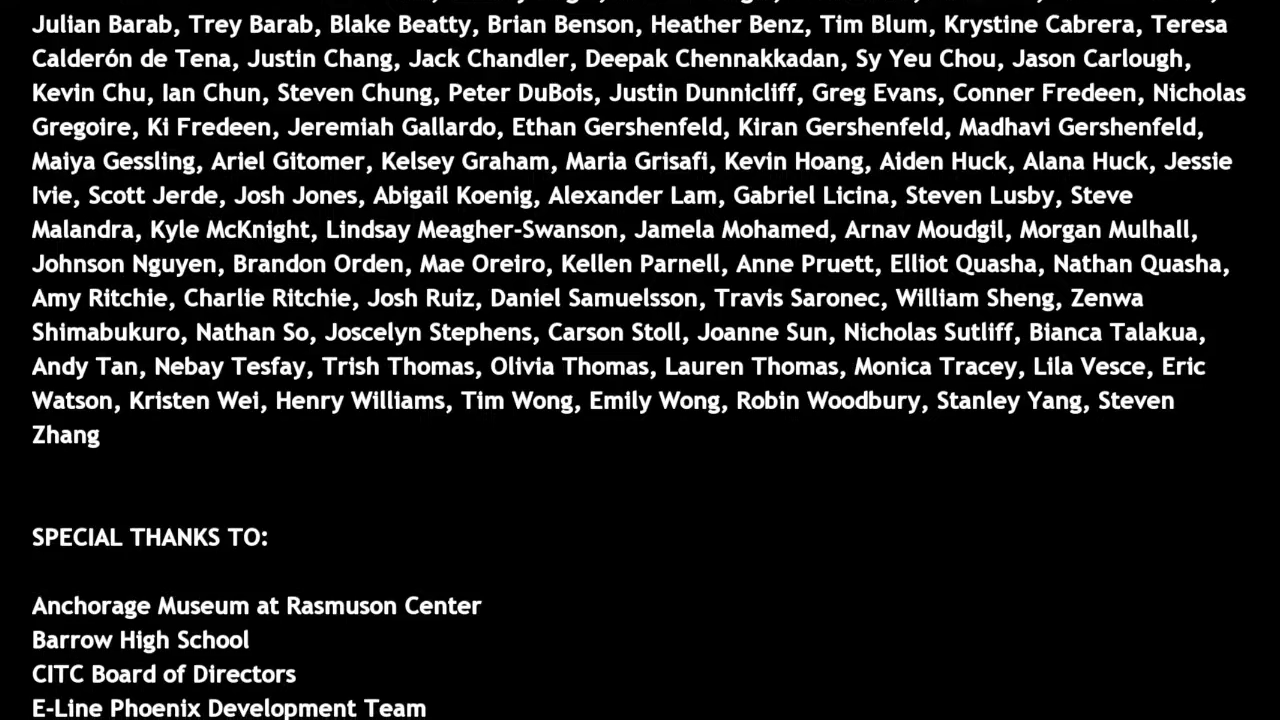 Julian Barab, Trey Barab, Blake Beatty, Brian Benson, Heather Benz, Tim Blum, Krystine Cabrera, Teresa
Calderón de Tena, Justin Chang, Jack Chandler, Deepak Chennakkadan, Sy Yeu Chou, Jason Carlough,
Kevin Chu, Ian Chun, Steven Chung, Peter DuBois, Justin Dunnicliff, Greg Evans, Conner Fredeen, Nicholas
Gregoire, Ki Fredeen, Jeremiah Gallardo, Ethan Gershenfeld, Kiran Gershenfeld, Madhavi Gershenfeld,
Maiya Gessling, Ariel Gitomer, Kelsey Graham, Maria Grisafi, Kevin Hoang, Aiden Huck, Alana Huck, Jessie
Ivie, Scott Jerde, Josh Jones, Abigail Koenig, Alexander Lam, Gabriel Licina, Steven Lusby, Steve
Malandra, Kyle McKnight, Lindsay Meagher-Swanson, Jamela Mohamed, Arnav Moudgil, Morgan Mulhall,
Johnson Nguyen, Brandon Orden, Mae Oreiro, Kellen Parnell, Anne Pruett, Elliot Quasha, Nathan Quasha,
Amy Ritchie, Charlie Ritchie, Josh Ruiz, Daniel Samuelsson, Travis Saronec, William Sheng, Zenwa
Shimabukuro, Nathan So, Joscelyn Stephens, Carson Stoll, Joanne Sun, Nicholas Sutliff, Bianca Talakua,
Andy Tan, Nebay Tesfay, Trish Thomas, Olivia Thomas, Lauren Thomas, Monica Tracey, Lila Vesce, Eric
Watson, Kristen Wei, Henry Williams, Tim Wong, Emily Wong, Robin Woodbury, Stanley Yang, Steven
Zhang
SPECIAL THANKS TO:
Anchorage Museum at Rasmuson Center
Barrow High School
CITC Board of Directors
E-Line Phoenix Development Team